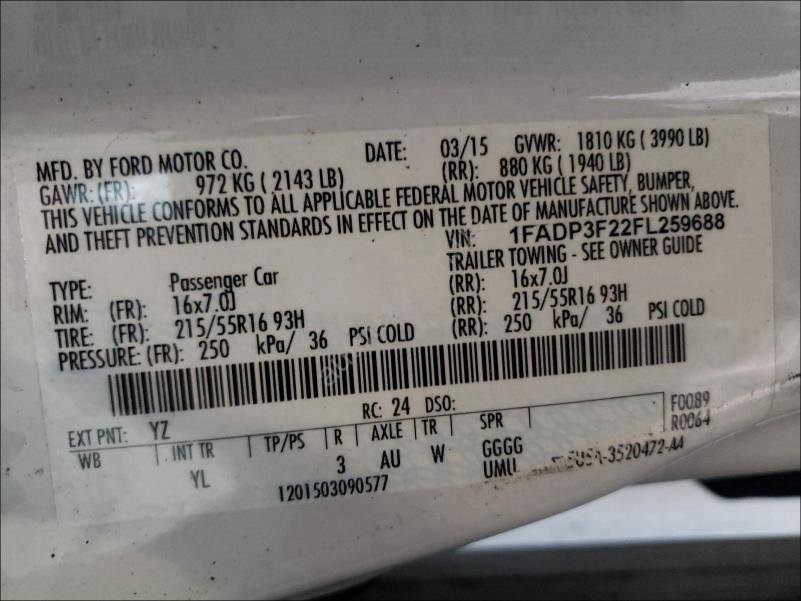 MFD. BY FORD MOTOR CO. DATE: 03/15 GVWR: 1810 KG ( 3990 LB)
GAWR: (FR): 972 KG ( 2143 LB) (RR): 880 KG ( 1940 LB)
THIS VEHICLE CONFORMS TO ALL APPLICABLE FEDERAL MOTOR VEHICLE SAFETY, BUMPER,
AND THEFT PREVENTION STANDARDS IN EFFECT ON THE DATE OF MANUFACTURE SHOWN ABOVE.
VIN: 1FADP3F22FL259688
TYPE: Passenger Car TRAILER TOWING - SEE OWNER GUIDE
RIM: (FR): 16x7.0J (RR): 16x7.0J
TIRE: (FR): 215/55R16 93H (RR): 215/55R16 93H
PRESSURE: (FR): 250 kPa/ 36 PSI COLD (RR): 250 kPa/ 36 PSI COLD
RC: 24 DSO: F0089
EXT PNT: YZ R0064
WB INT TR TP/PS R AXLE TR SPR
YL 3 AU W GGGG
UMU
1201503090577 -3520472-AA